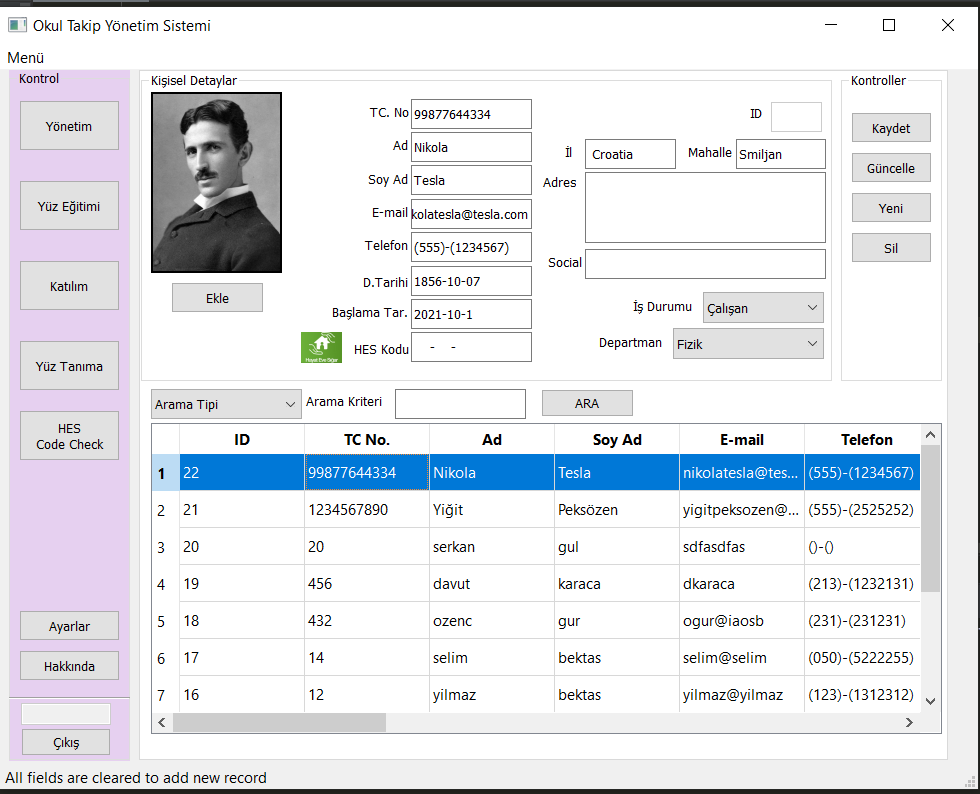 Okul Takip Yönetim Sistemi
Menü
Kontrol
Yönetim
Yüz Eğitimi
Katılım
Yüz Tanıma
HES
Code Check
Ayarlar
Hakkında
Çıkış
Kişisel Detaylar
Ekle
TC. No 99877644334
Ad Nikola
Soy Ad Tesla
E-mail kolatesla@tesla.com
Telefon (555)-(1234567)
D.Tarihi 1856-10-07
Başlama Tar. 2021-10-1
Hayat Eve Sığar
HES Kodu - -
ID
İl Croatia Mahalle Smiljan
Adres
Social
İş Durumu Çalışan
Departman Fizik
Kontroller
Kaydet
Güncelle
Yeni
Sil
Arama Tipi Arama Kriteri ARA
ID TC No. Ad Soy Ad E-mail Telefon
1 22 99877644334 Nikola Tesla nikolatesla@tes... (555)-(1234567)
2 21 1234567890 Yiğit Peksözen yigitpeksozen@... (555)-(2525252)
3 20 20 serkan gul sdfasdfas ()-()
4 19 456 davut karaca dkaraca (213)-(1232131)
5 18 432 ozenc gur ogur@iaosb (231)-(231231)
6 17 14 selim bektas selim@selim (050)-(5222255)
7 16 12 yilmaz bektas yilmaz@yilmaz (123)-(1312312)
All fields are cleared to add new record